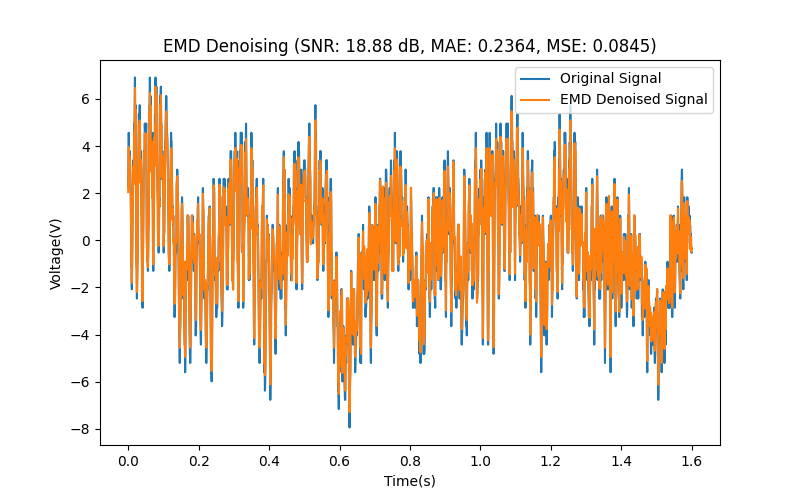 EMD Denoising (SNR: 18.88 dB, MAE: 0.2364, MSE: 0.0845)
Original Signal
EMD Denoised Signal
6
4
2
0
−2
−4
−6
−8
Voltage(V)
0.0 0.2 0.4 0.6 0.8 1.0 1.2 1.4 1.6
Time(s)